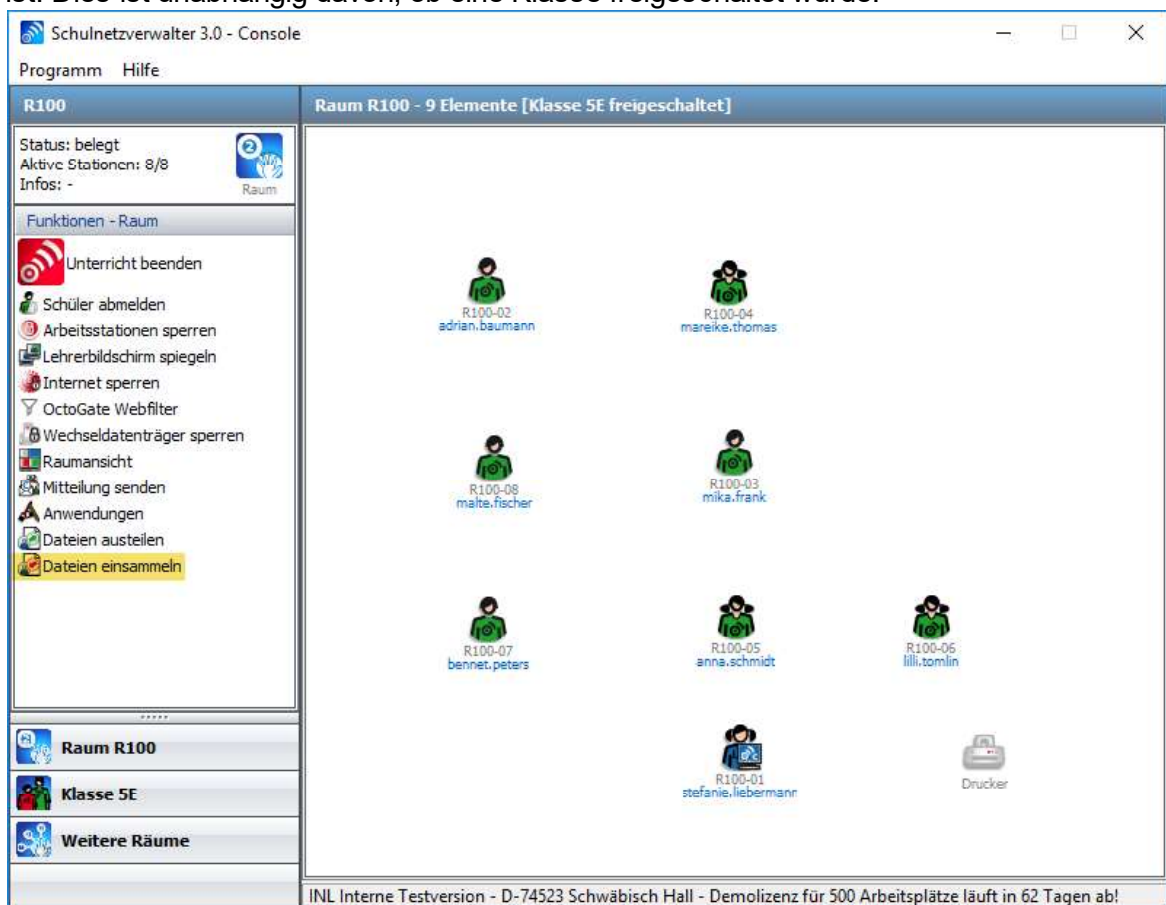 ist. Dies ist unabhängig davon, ob eine Klasse freigeschaltet wurde.
Schulnetzverwalter 3.0 - Console
Programm Hilfe
R100
Raum R100 - 9 Elemente [Klasse 5E freigeschaltet]
Status: belegt
Aktive Stationen: 8/8
Infos: -
Raum
Funktionen - Raum
Unterricht beenden
Schüler abmelden
Arbeitsstationen sperren
Lehrerbildschirm spiegeln
Internet sperren
OctoGate Webfilter
Wechseldatenträger sperren
Raumansicht
Mitteilung senden
Anwendungen
Dateien austeilen
Dateien einsammeln
Raum R100
Klasse 5E
Weitere Räume
R100-02
adrian.baumann
R100-04
mareike.thomas
R100-08
malte.fischer
R100-03
mika.frank
R100-07
bennet.peters
R100-05
anna.schmidt
R100-06
lilli.tomlin
R100-01
stefanie.liebermann
Drucker
INL Interne Testversion - D-74523 Schwäbisch Hall - Demolizenz für 500 Arbeitsplätze läuft in 62 Tagen ab!